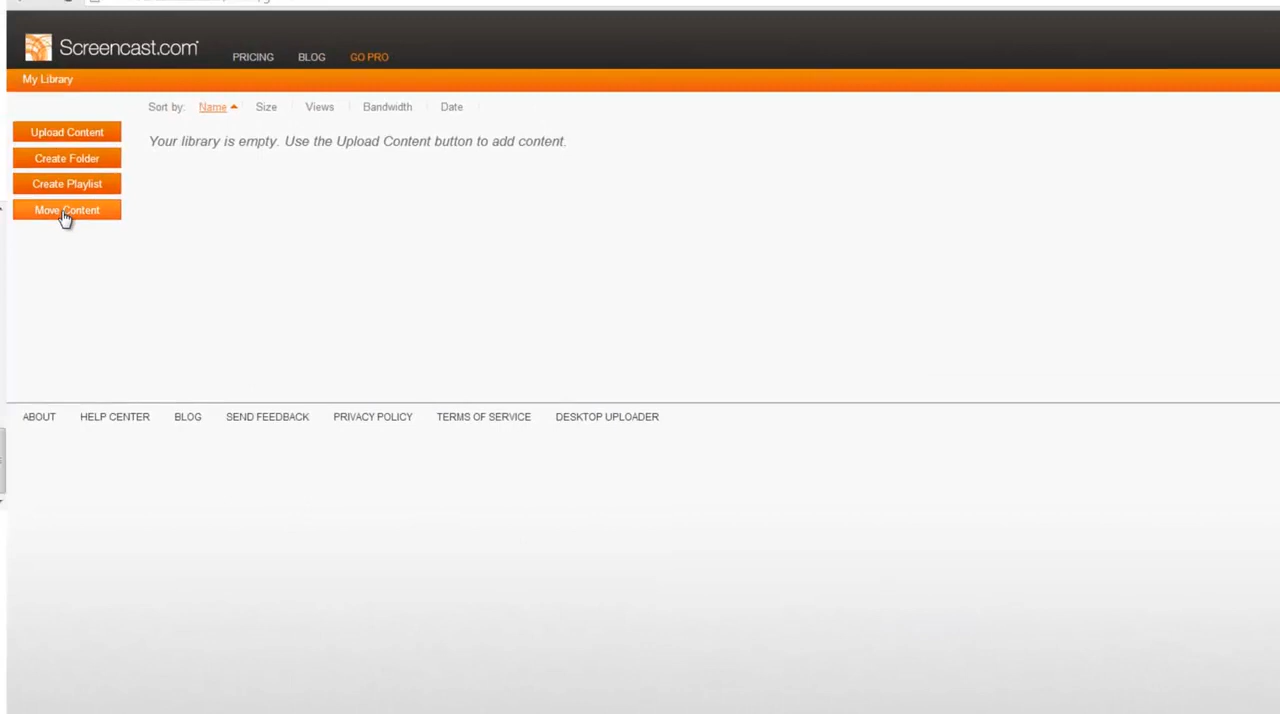 Screencast.com
PRICING BLOG GO PRO
My Library
Sort by: Name Size Views Bandwidth Date
Upload Content
Your library is empty. Use the Upload Content button to add content.
Create Folder
Create Playlist
Move Content
ABOUT HELP CENTER BLOG SEND FEEDBACK PRIVACY POLICY TERMS OF SERVICE DESKTOP UPLOADER